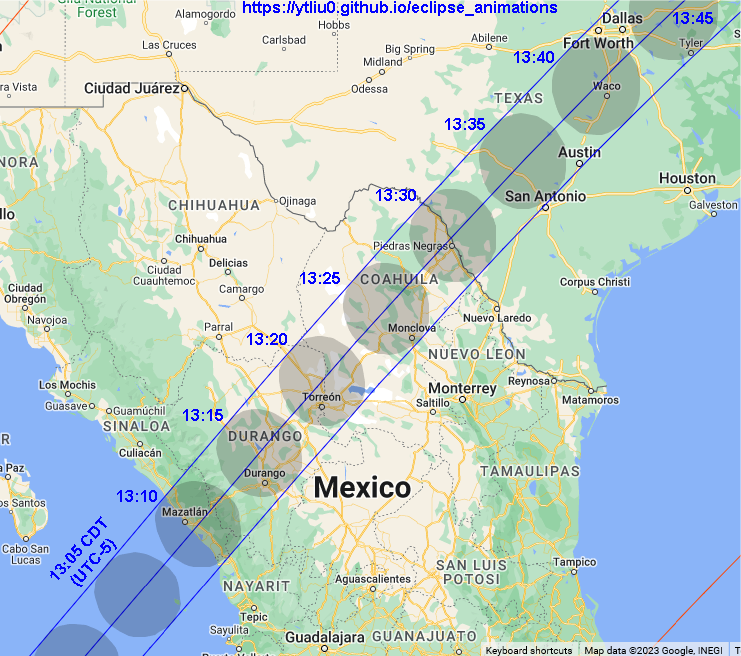 https://ytliu0.github.io/eclipse_animations
National
Forest
Alamogordo
Hobbs
Dallas
13:45
Las Cruces
Carlsbad
Big Spring
Abilene
Fort Worth
Tyler
Midland
13:40
Odessa
Ciudad Juárez
Waco
TEXAS
13:35
Austin
Houston
13:30
San Antonio
Galveston
Ojinaga
CHIHUAHUA
Chihuahua
Piedras Negras
Delicias
Ciudad
Cuauhtemoc
13:25
COAHUILA
Camargo
Corpus Christi
Ciudad
Obregón
Navojoa
Parral
Monclova
Nuevo Laredo
13:20
NUEVO LEON
Los Mochis
Torreón
Monterrey
Reynosa
Matamoros
Guasave
Guamúchil
Saltillo
13:15
SINALOA
DURANGO
Culiacán
Durango
TAMAULIPAS
Mexico
13:10
Mazatlán
13:05 CDT
(UTC-5)
Cabo San
Lucas
SAN LUIS
POTOSI
Tampico
NAYARIT
Aguascalientes
Tepic
Sayulita
Guadalajara
GUANAJUATO
Puerto Vallarta
Keyboard shortcuts
Map data ©2023 Google, INEGI